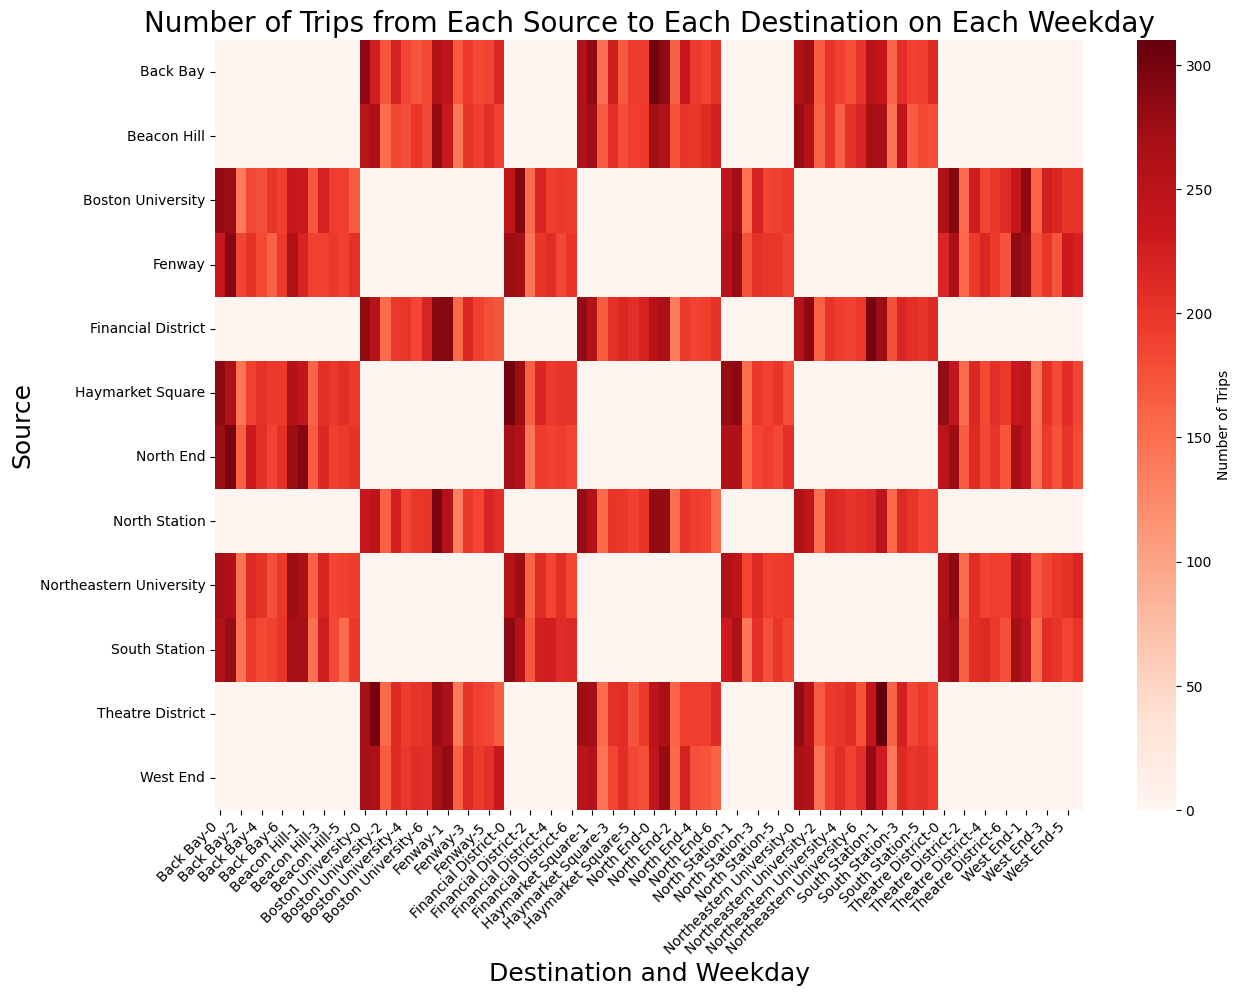 Number of Trips from Each Source to Each Destination on Each Weekday
Source
Back Bay
Beacon Hill
Boston University
Fenway
Financial District
Haymarket Square
North End
North Station
Northeastern University
South Station
Theatre District
West End
Back Bay-0
Back Bay-2
Back Bay-4
Back Bay-6
Beacon Hill-1
Beacon Hill-3
Beacon Hill-5
Boston University-0
Boston University-2
Boston University-4
Boston University-6
Fenway-1
Fenway-3
Fenway-5
Financial District-0
Financial District-2
Financial District-4
Financial District-6
Haymarket Square-1
Haymarket Square-3
Haymarket Square-5
North End-0
North End-2
North End-4
North End-6
North Station-1
North Station-3
North Station-5
Northeastern University-0
Northeastern University-2
Northeastern University-4
Northeastern University-6
South Station-1
South Station-3
South Station-5
Theatre District-0
Theatre District-2
Theatre District-4
Theatre District-6
West End-1
West End-3
West End-5
Destination and Weekday
300
250
200
150
100
50
0
Number of Trips